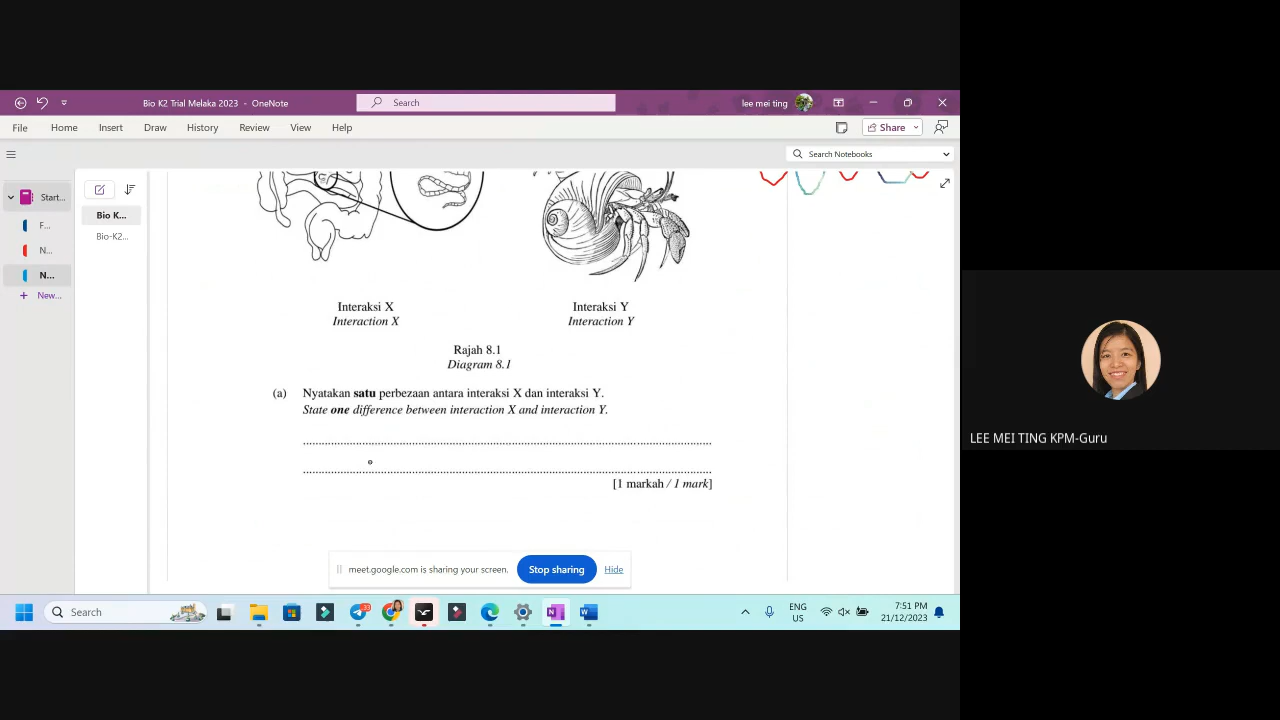 Bio K2 Trial Melaka 2023 - OneNote
Search
lee mei ting
File Home Insert Draw History Review View Help
Share
Search Notebooks
Start...
Bio K...
F...
Bio-K2...
N...
N...
New...
Interaksi X
Interaction X
Interaksi Y
Interaction Y
Rajah 8.1
Diagram 8.1
(a) Nyatakan satu perbezaan antara interaksi X dan interaksi Y.
State one difference between interaction X and interaction Y.
[1 markah / 1 mark]
LEE MEI TING KPM-Guru
meet.google.com is sharing your screen. Stop sharing Hide
Search
ENG
US
7:51 PM
21/12/2023